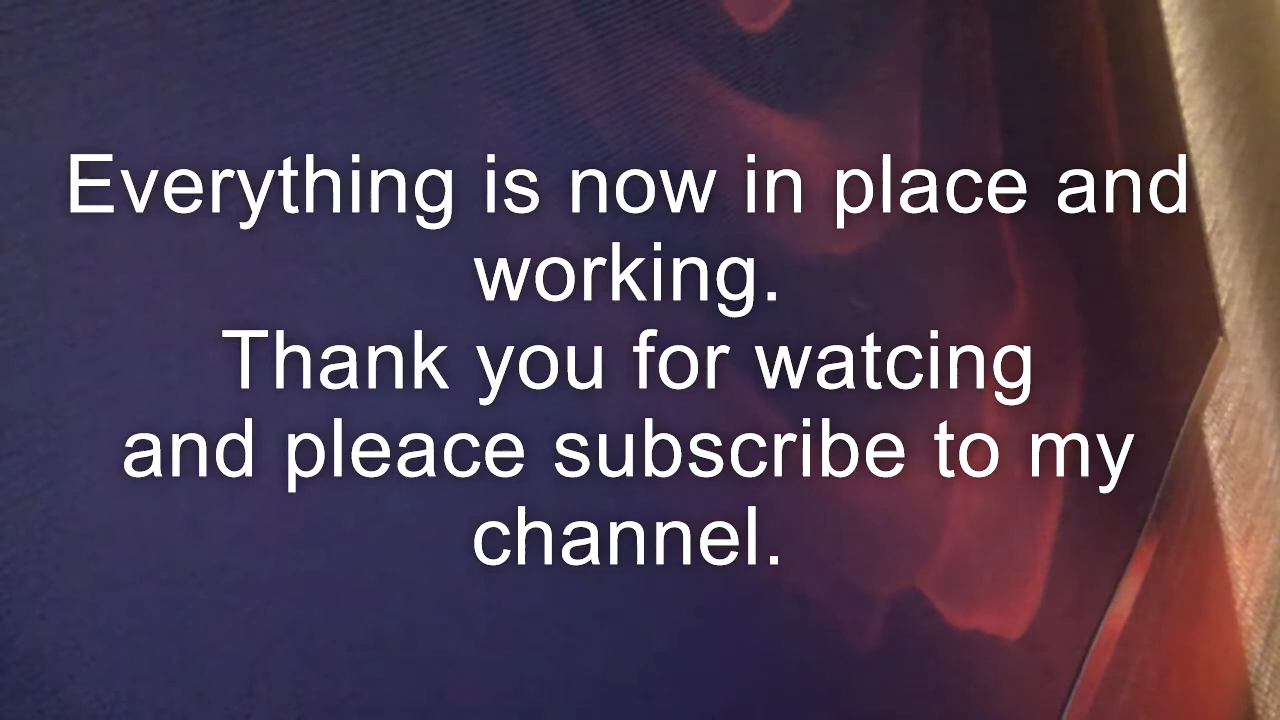 Everything is now in place and
working.
Thank you for watcing
and pleace subscribe to my
channel.